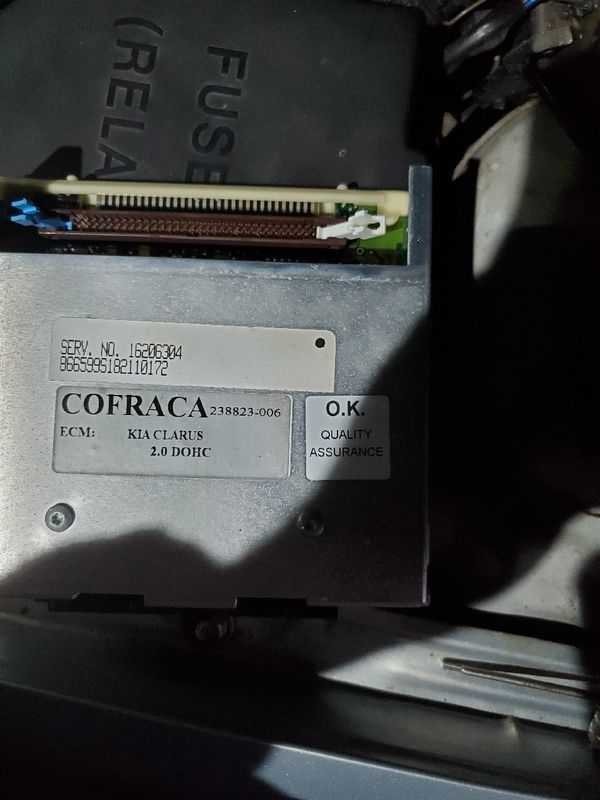 FUSE
(RELA
SERV. NO. 16206304
866599S182110172
COFRACA 238823-006
ECM: KIA CLARUS
2.0 DOHC
O.K.
QUALITY
ASSURANCE